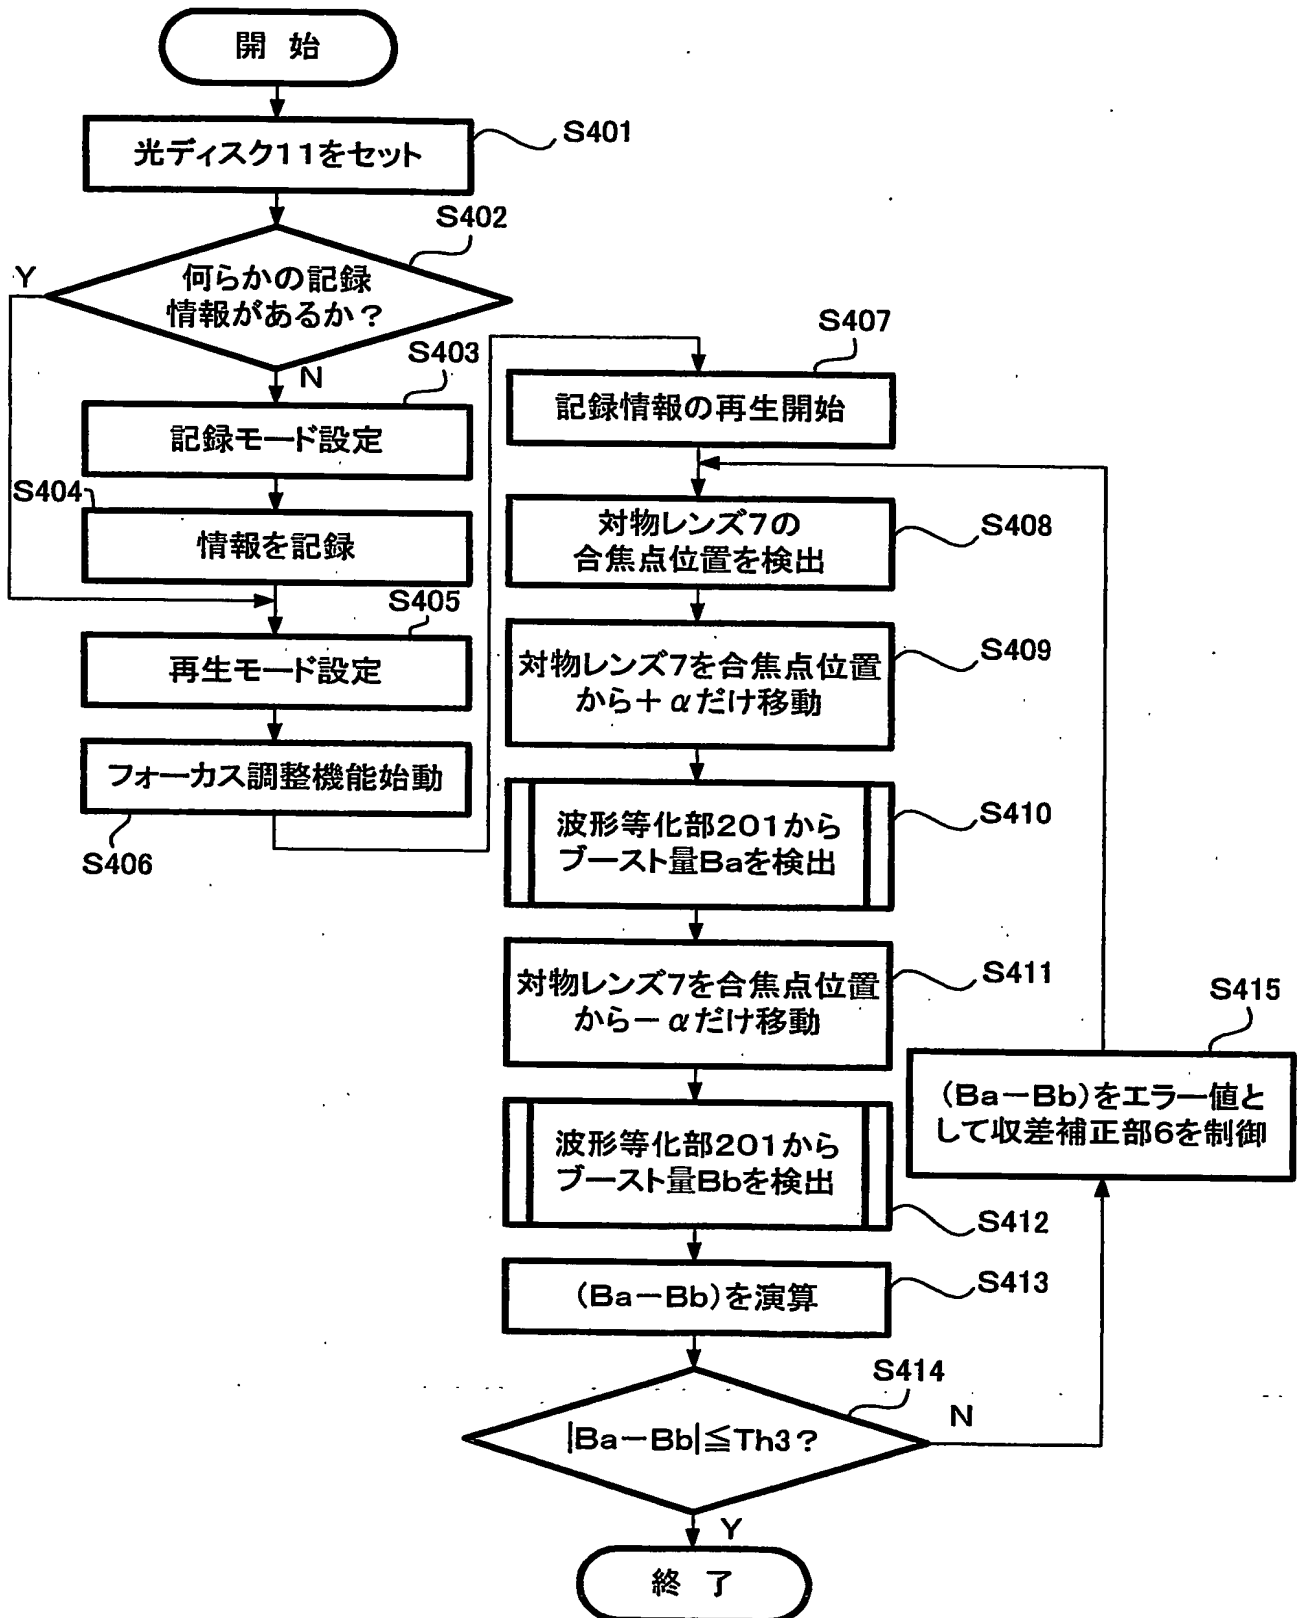 開 始
光ディスク11をセット
S401
S402
何らかの記録
情報があるか？
Y
N
S403
記録モード設定
S404
情報を記録
S405
再生モード設定
フォーカス調整機能始動
S406
S407
記録情報の再生開始
対物レンズ7の
合焦点位置を検出
S408
対物レンズ7を合焦点位置
から＋αだけ移動
S409
波形等化部201から
ブースト量Baを検出
S410
対物レンズ7を合焦点位置
から－αだけ移動
S411
波形等化部201から
ブースト量Bbを検出
S412
(Ba－Bb)を演算
S413
S414
|Ba－Bb|≦Th3？
N
Y
S415
(Ba－Bb)をエラー値と
して収差補正部6を制御
終 了